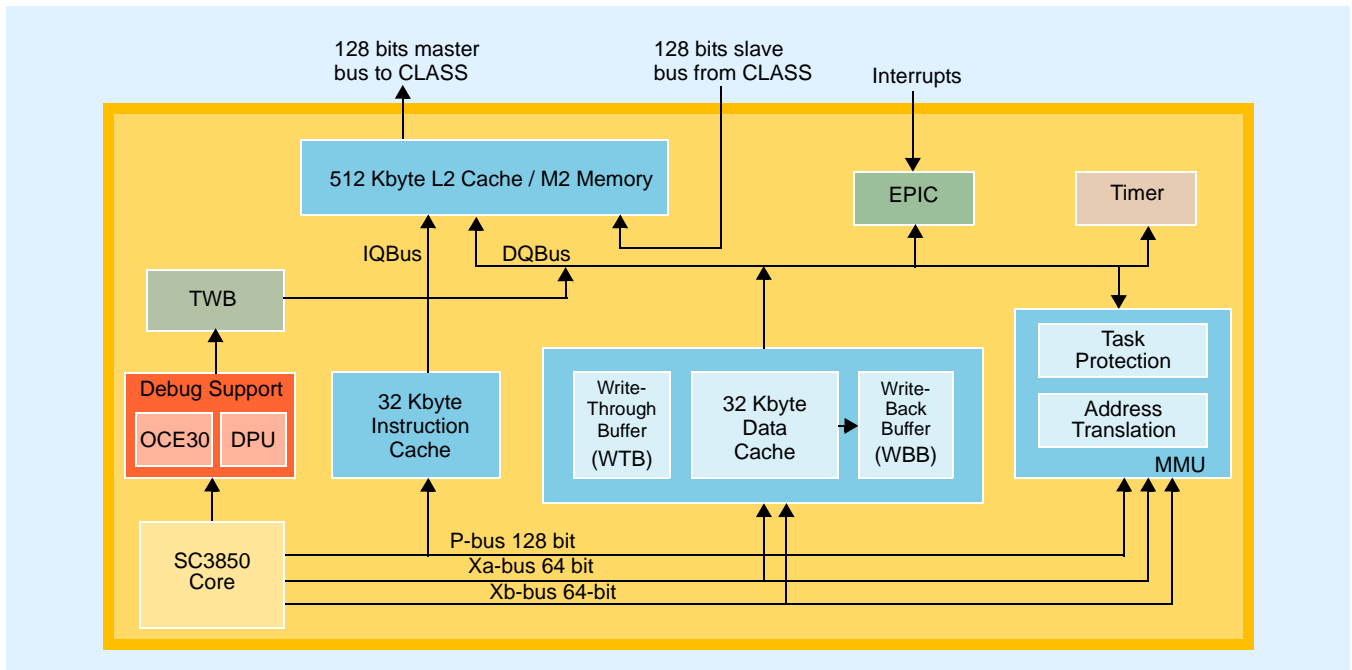 128 bits master
bus to CLASS
128 bits slave
bus from CLASS
Interrupts
512 Kbyte L2 Cache / M2 Memory
EPIC
Timer
IQBus
DQBus
TWB
Debug Support
OCE30
DPU
32 Kbyte
Instruction
Cache
Write-
Through
Buffer
(WTB)
32 Kbyte
Data
Cache
Write-
Back
Buffer
(WBB)
Task
Protection
Address
Translation
MMU
SC3850
Core
P-bus 128 bit
Xa-bus 64 bit
Xb-bus 64-bit